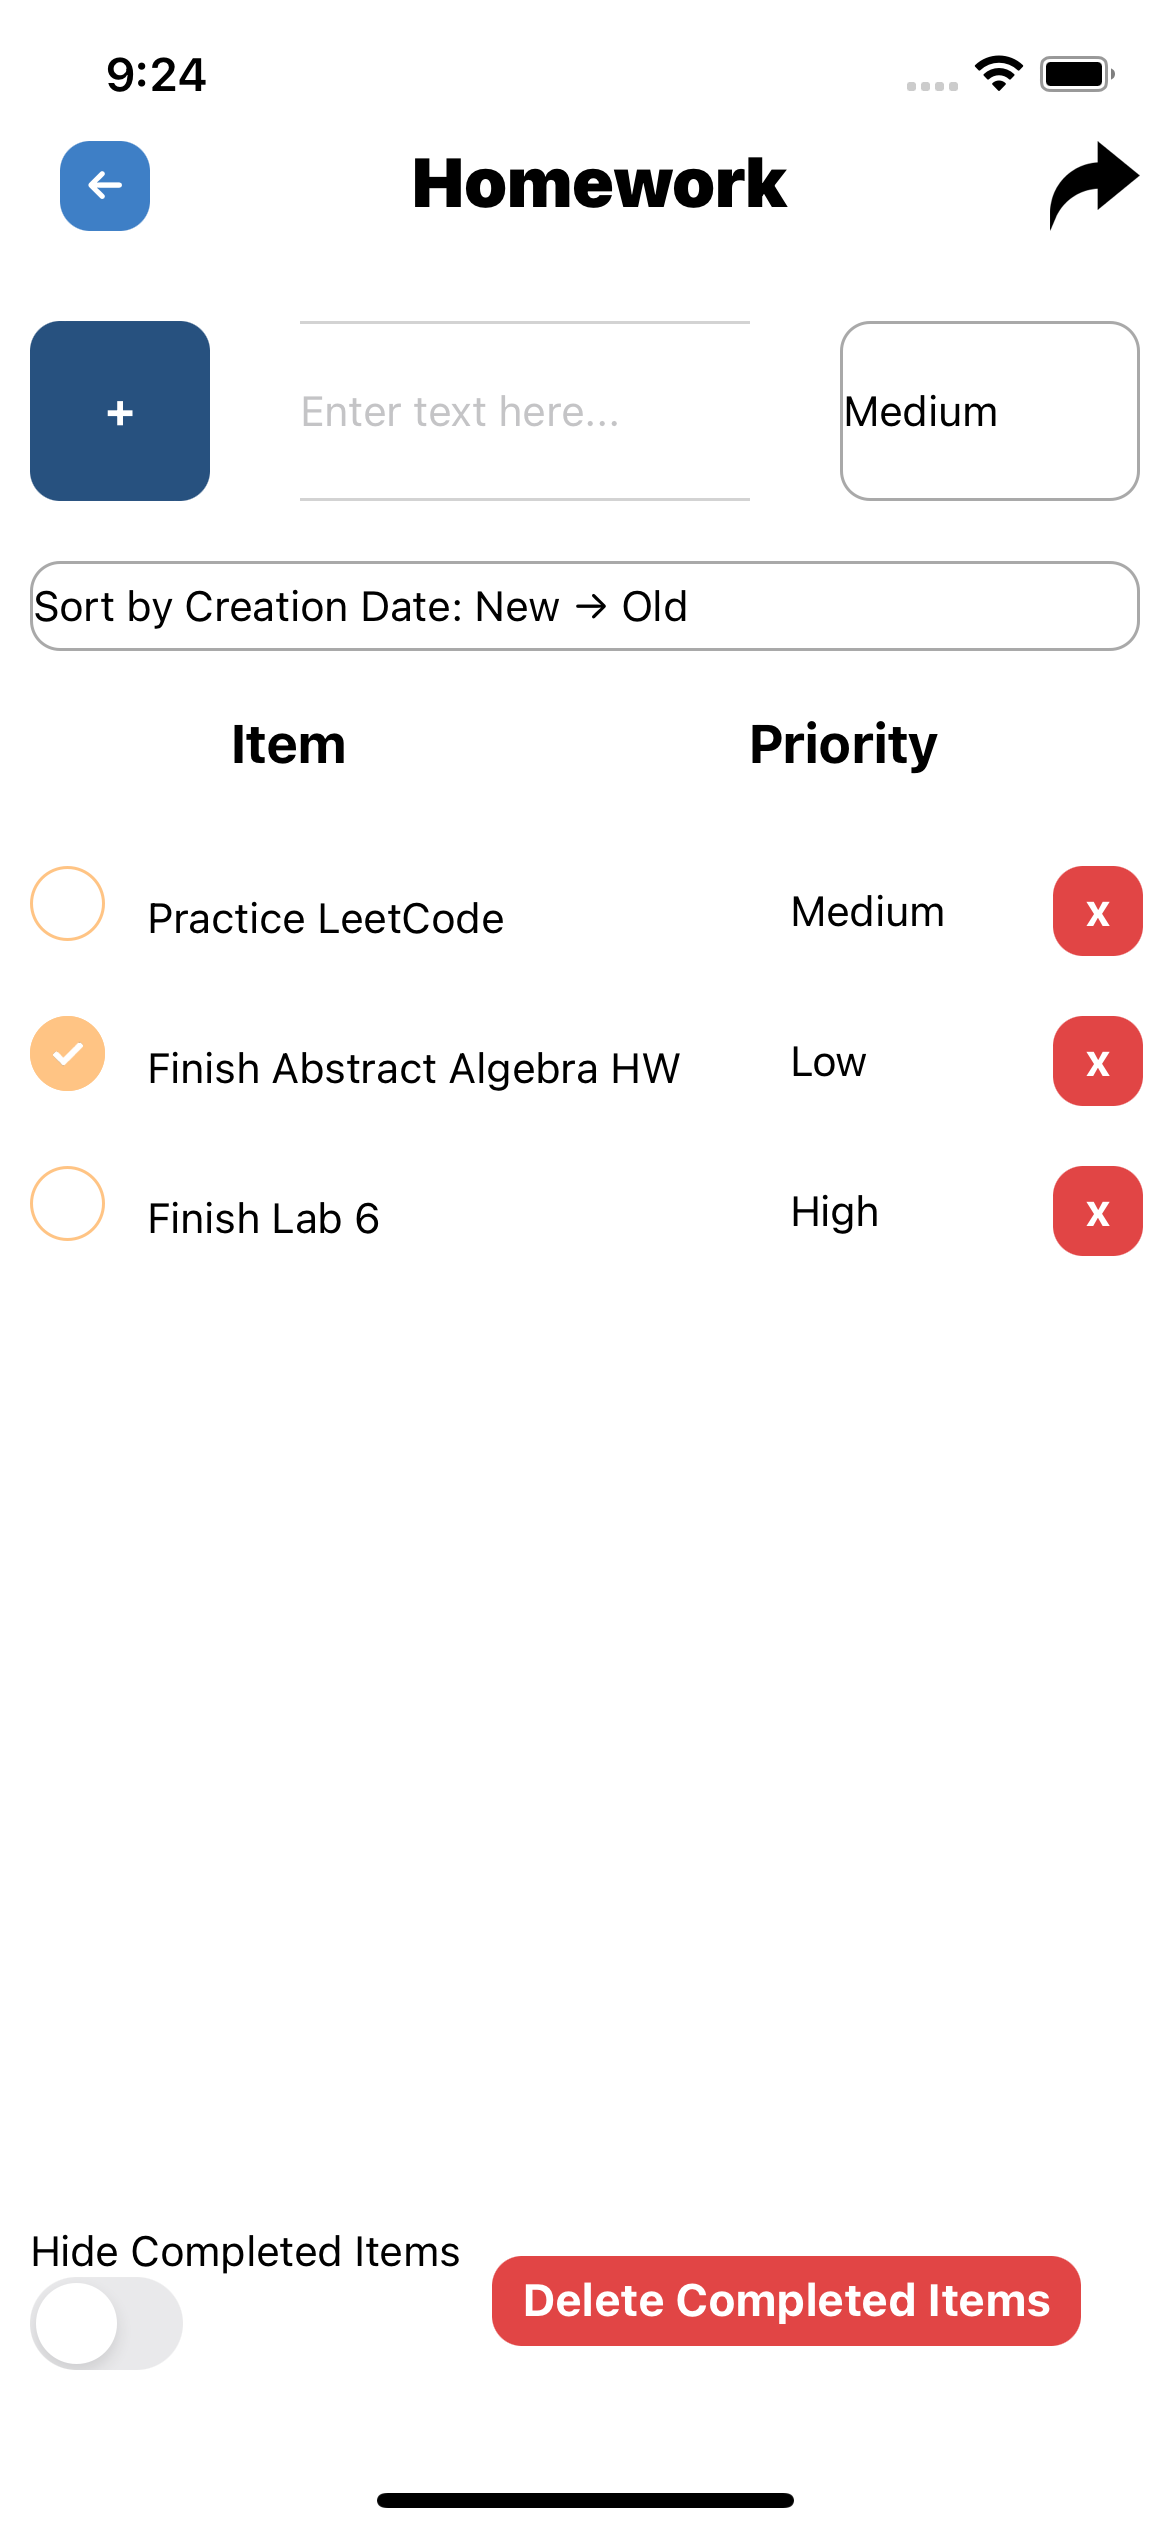 9:24
Homework
+
Enter text here...
Medium
Sort by Creation Date: New → Old
Item Priority
Practice LeetCode Medium x
Finish Abstract Algebra HW Low x
Finish Lab 6 High x
Hide Completed Items
Delete Completed Items